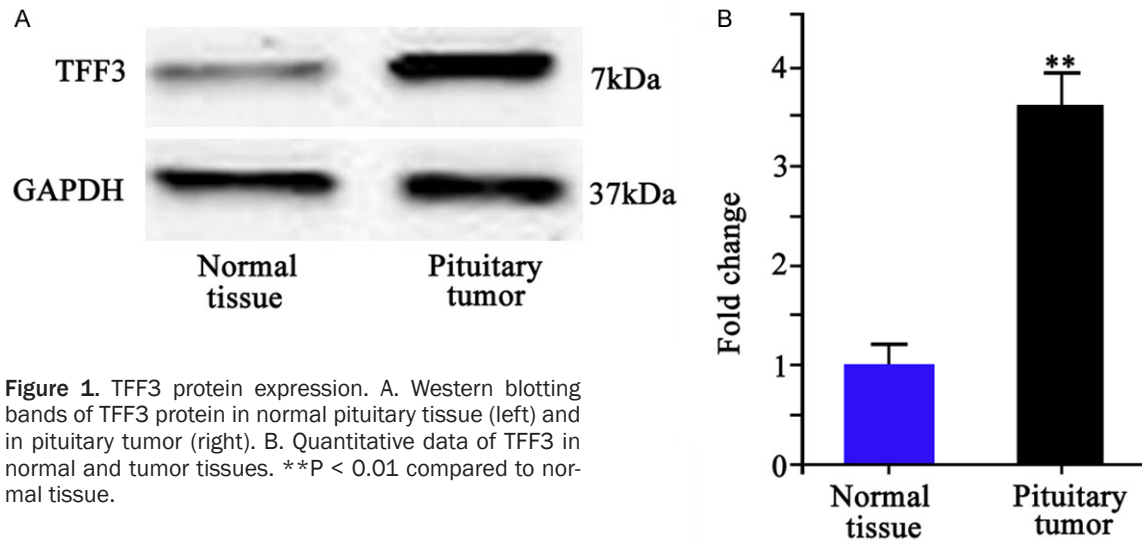 A
TFF3
7kDa
GAPDH
37kDa
Normal
tissue
Pituitary
tumor
Figure 1. TFF3 protein expression. A. Western blotting
bands of TFF3 protein in normal pituitary tissue (left) and
in pituitary tumor (right). B. Quantitative data of TFF3 in
normal and tumor tissues. **P < 0.01 compared to nor-
mal tissue.
B
Fold change
4
3
2
1
0
**
Normal
tissue
Pituitary
tumor